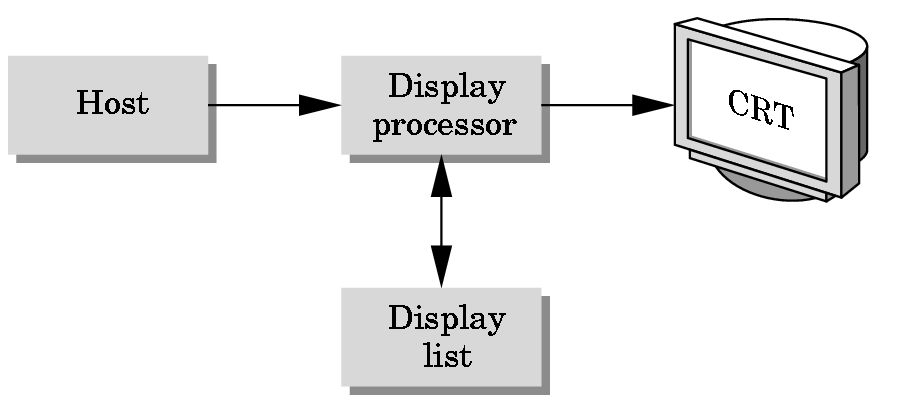 Host
Display
processor
CRT
Display
list